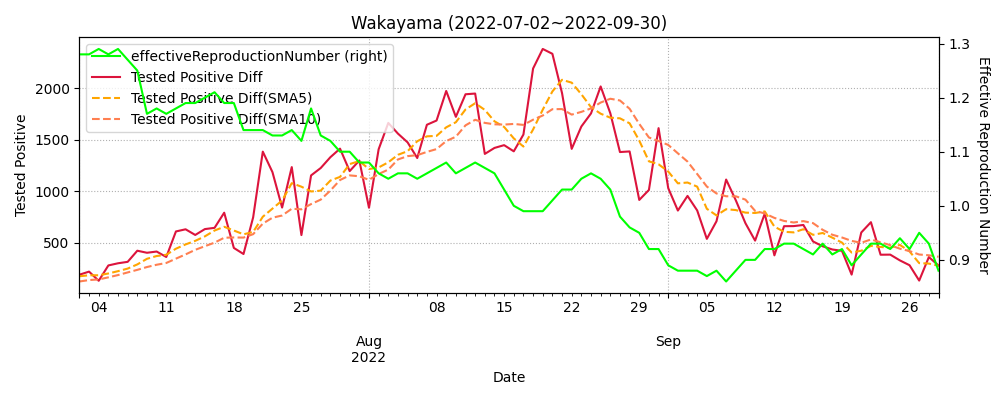 Wakayama (2022-07-02~2022-09-30)
effectiveReproductionNumber (right)
Tested Positive Diff
Tested Positive Diff(SMA5)
Tested Positive Diff(SMA10)
Tested Positive
2000
1500
1000
500
1.3
1.2
1.1
1.0
0.9
Effective Reproduction Number
04 11 18 25 08 15 22 29 05 12 19 26
Aug Sep
2022
Date